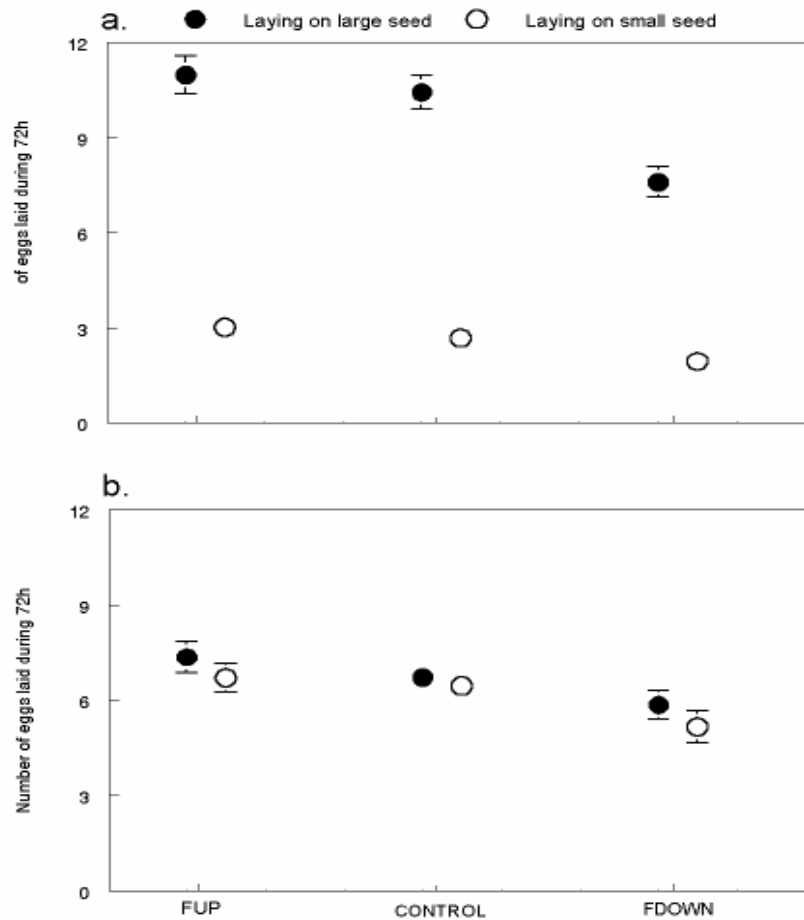 a. Laying on large seed Laying on small seed
12
9
6
3
0
of eggs laid during 72h
b.
12
9
6
3
0
Number of eggs laid during 72h
FUP CONTROL FDOWN